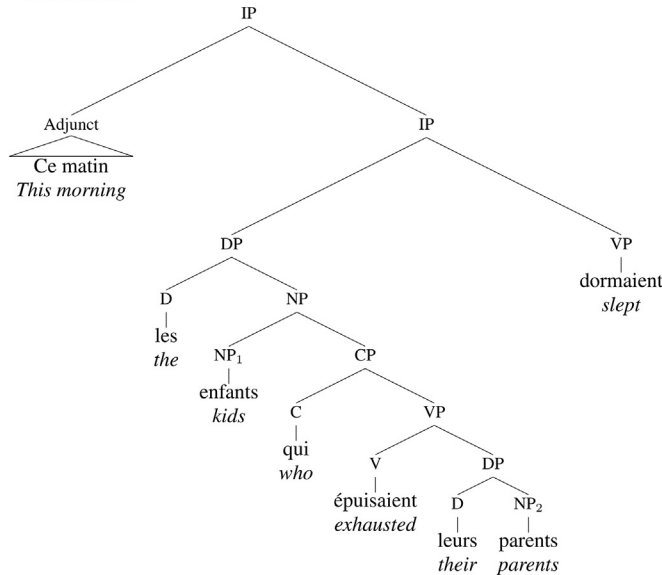 IP
Adjunct IP
Ce matin
This morning
DP VP
dormaient
slept
D NP
les
the
NP₁ CP
enfants
kids
C VP
qui
who
V DP
épuisaient
exhausted
D NP₂
leurs parents
their parents